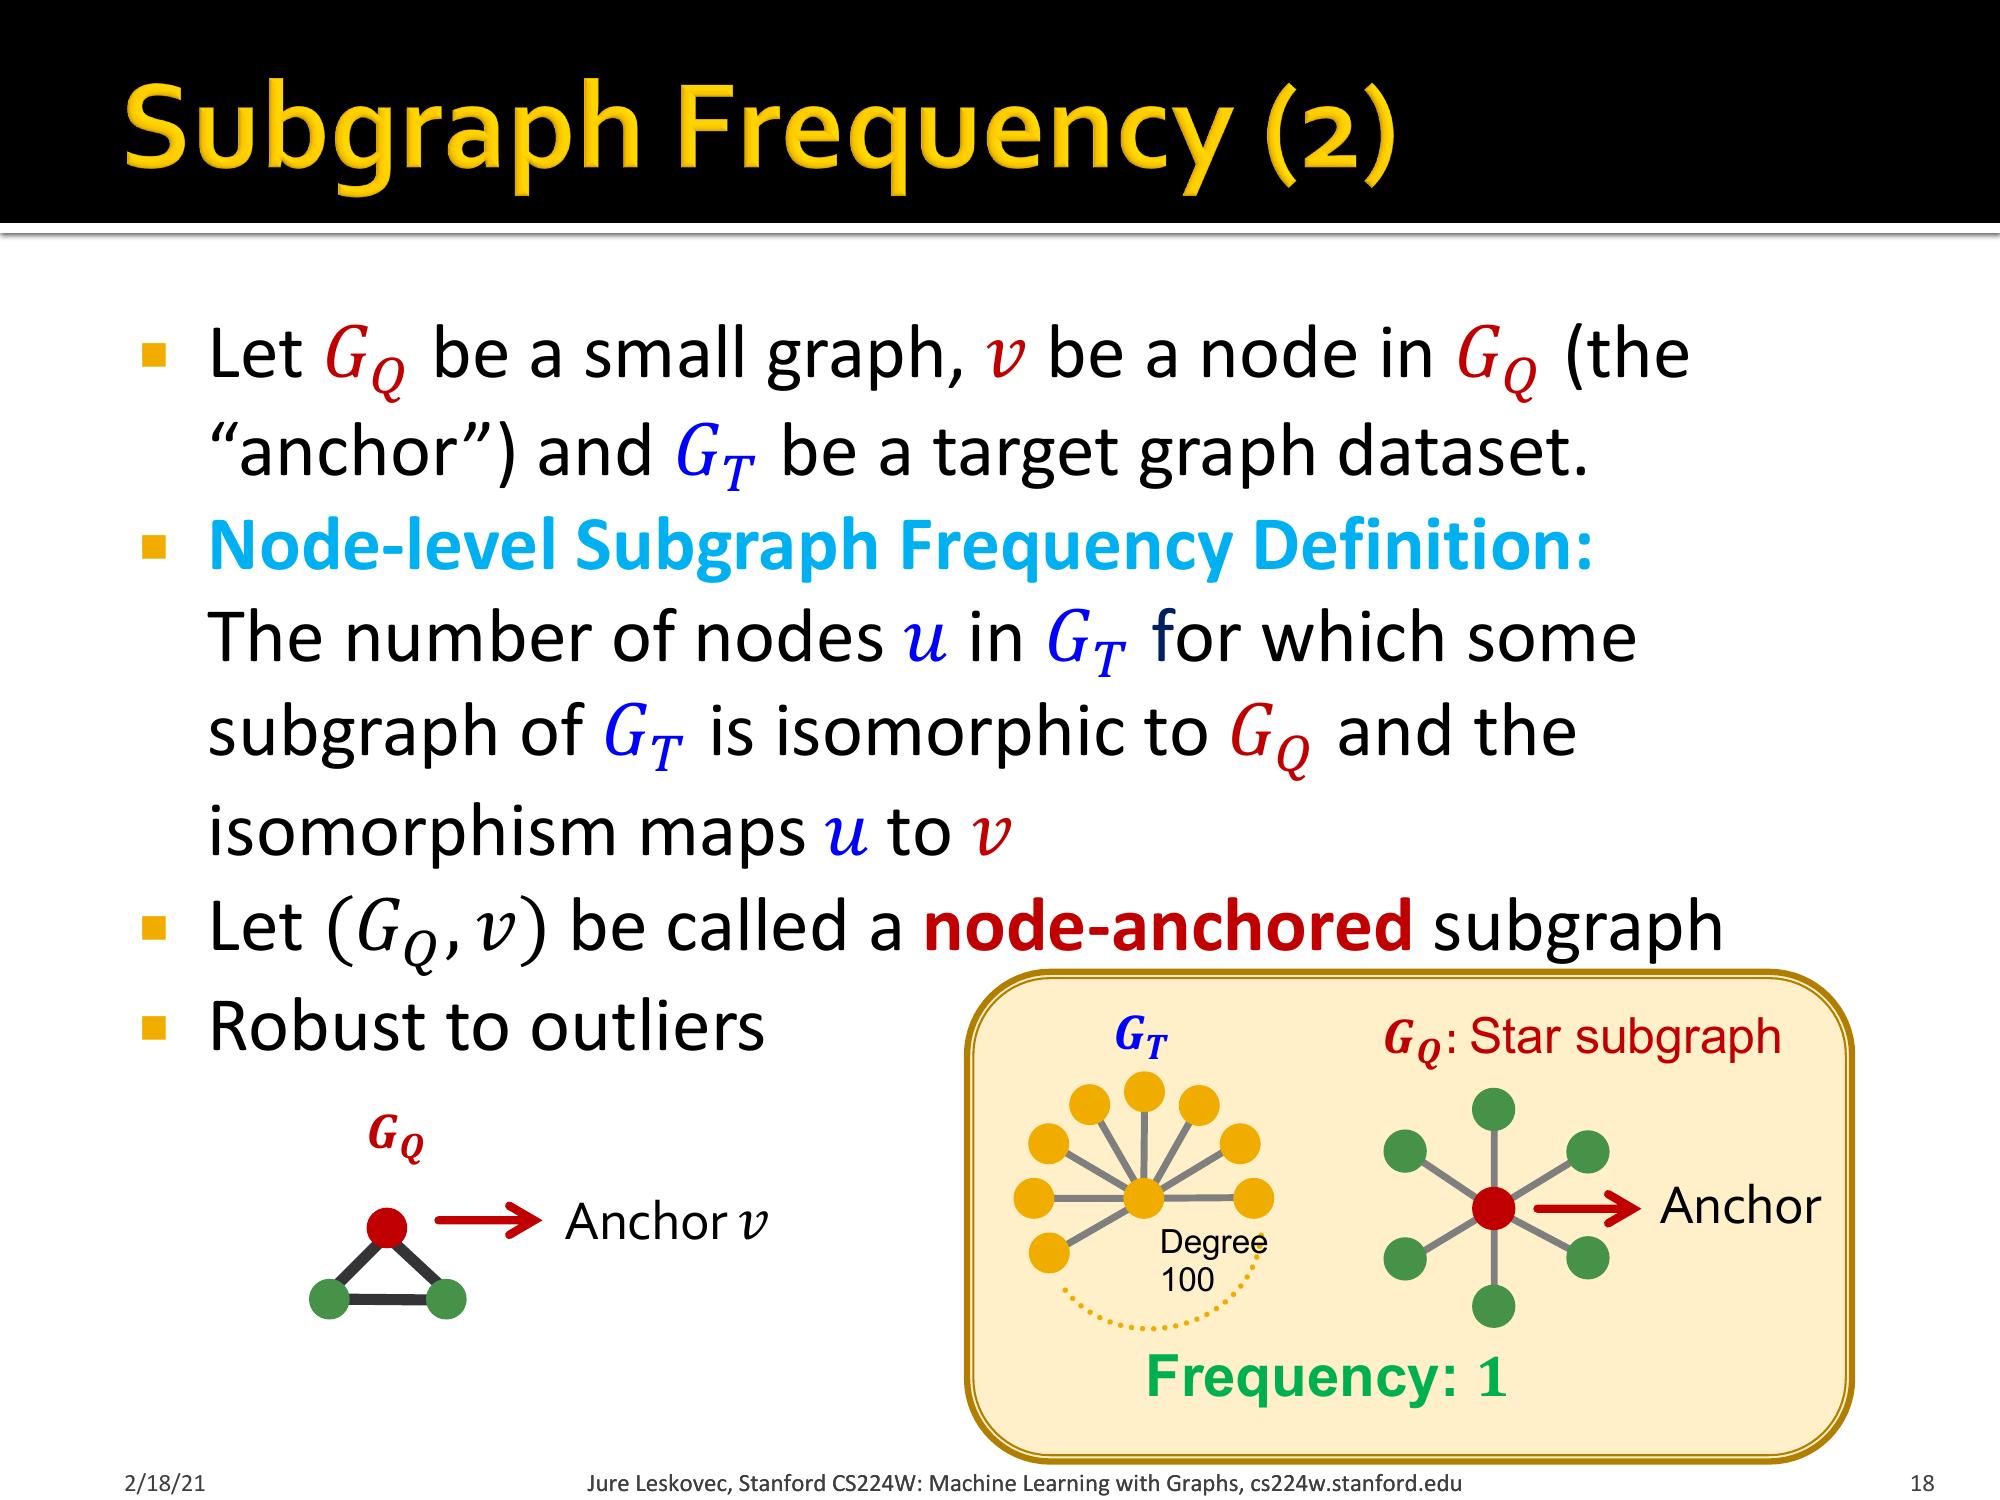 Subgraph Frequency (2)
▪ Let G_Q be a small graph, v be a node in G_Q (the
“anchor”) and G_T be a target graph dataset.
▪ Node-level Subgraph Frequency Definition:
The number of nodes u in G_T for which some
subgraph of G_T is isomorphic to G_Q and the
isomorphism maps u to v
▪ Let (G_Q, v) be called a node-anchored subgraph
▪ Robust to outliers
G_Q
Anchor v
G_T
G_Q: Star subgraph
Anchor
Degree
100
Frequency: 1
2/18/21
Jure Leskovec, Stanford CS224W: Machine Learning with Graphs, cs224w.stanford.edu
18